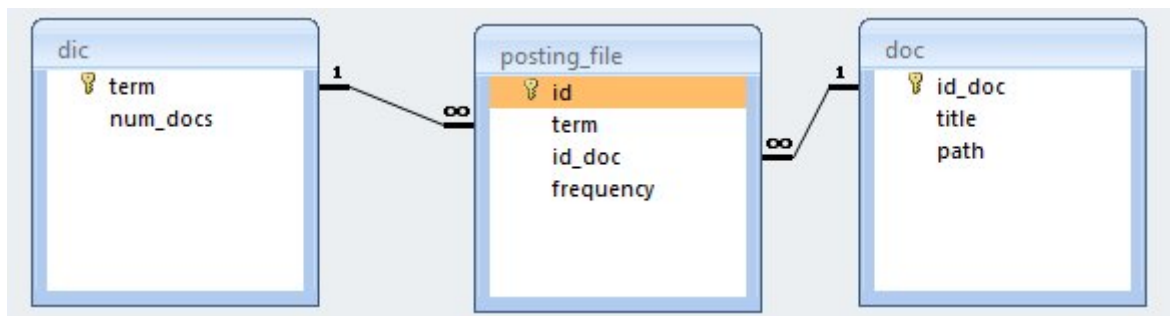 dic
term
num_docs
1
∞
posting_file
id
term
id_doc
frequency
∞
1
doc
id_doc
title
path